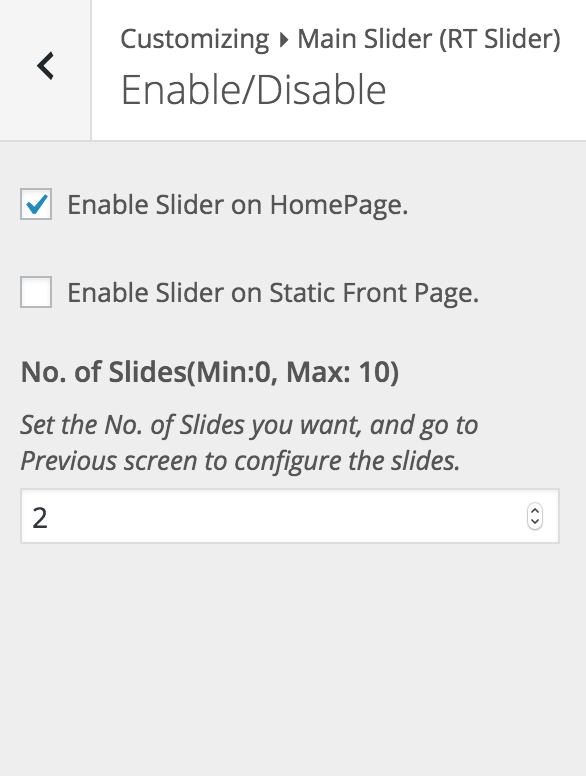 Customizing ▸ Main Slider (RT Slider)
Enable/Disable
Enable Slider on HomePage.
Enable Slider on Static Front Page.
No. of Slides(Min:0, Max: 10)
Set the No. of Slides you want, and go to
Previous screen to configure the slides.
2